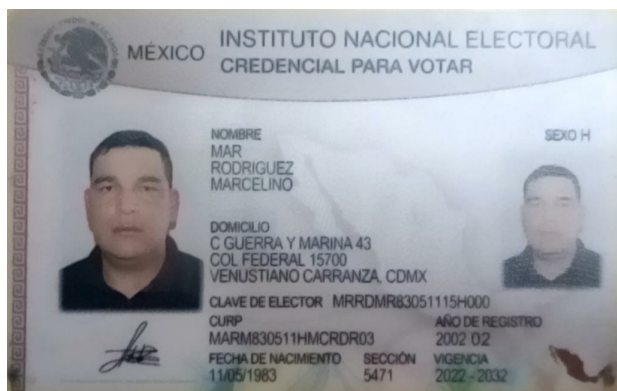 MÉXICO
INSTITUTO NACIONAL ELECTORAL
CREDENCIAL PARA VOTAR
NOMBRE
SEXO H
MAR
RODRIGUEZ
MARCELINO
DOMICILIO
C GUERRA Y MARINA 43
COL FEDERAL 15700
VENUSTIANO CARRANZA, CDMX
CLAVE DE ELECTOR MRRDMR83051115H000
CURP
AÑO DE REGISTRO
MARM830511HMCRDR03
2002 02
FECHA DE NACIMIENTO SECCIÓN VIGENCIA
11/05/1983 5471 2022 - 2032